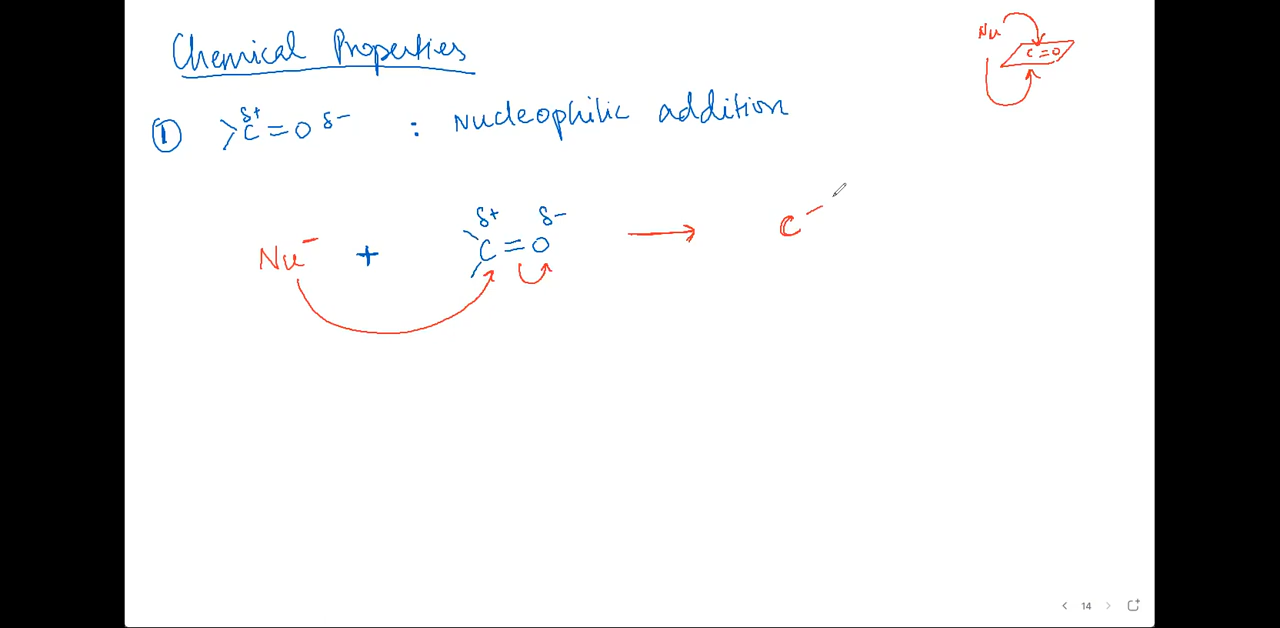 Chemical Properties
Nu
C=O
① >C^δ+=O^δ- : Nucleophilic addition
δ+ δ-
Nu^- + C=O → C-
< 14 >